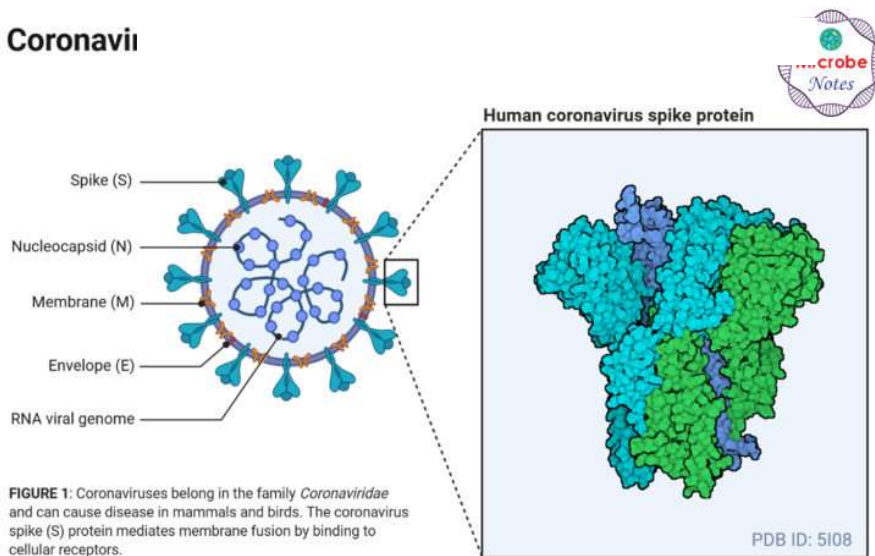 Notes
Human coronavirus spike protein
Spike (S)
Nucleocapsid (N)
Membrane (M)
Envelope (E)
RNA viral genome
FIGURE 1: Coronaviruses belong in the family Coronaviridae
and can cause disease in mammals and birds. The coronavirus
spike (S) protein mediates membrane fusion by binding to
cellular receptors.
PDB ID: 5I08